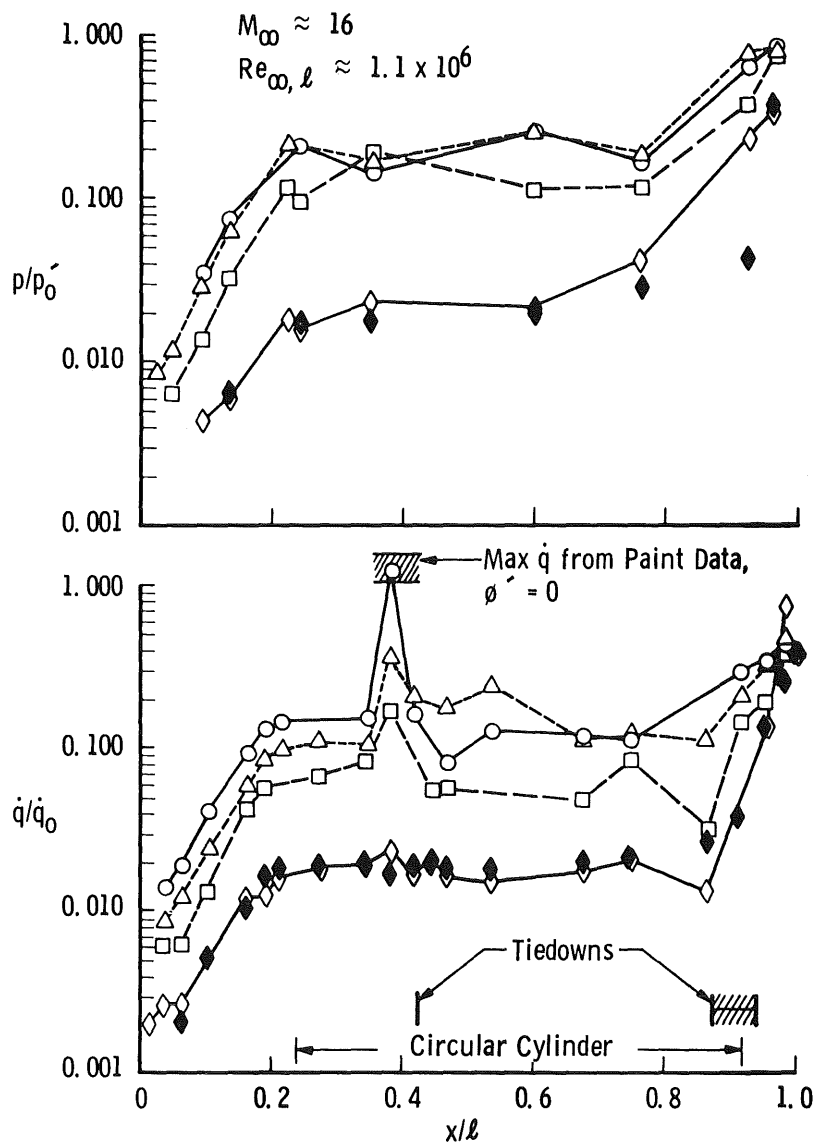 M∞ ≈ 16
Re∞, ℓ ≈ 1.1 x 10⁶
1.000
0.100
p/p₀′
0.010
0.001
Max q̇ from Paint Data,
ø′ = 0
1.000
0.100
q̇/q̇₀
0.010
Tiedowns
Circular Cylinder
0.001
0 0.2 0.4 0.6 0.8 1.0
x/ℓ